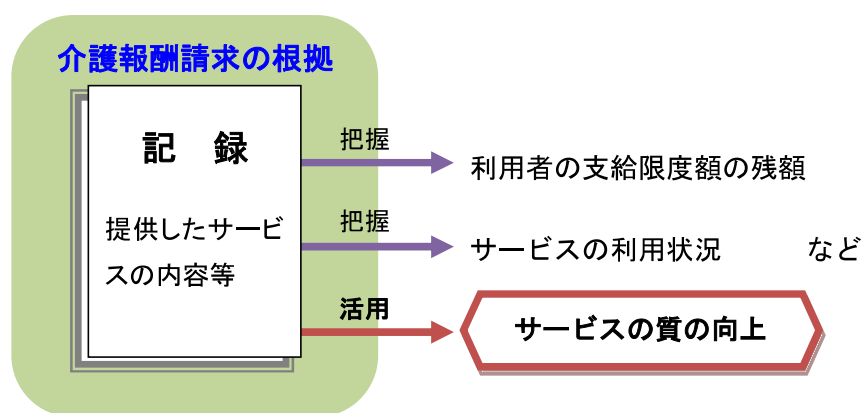 介護報酬請求の根拠
記　録
提供したサービ
スの内容等
把握
利用者の支給限度額の残額
把握
サービスの利用状況　　　など
活用
サービスの質の向上